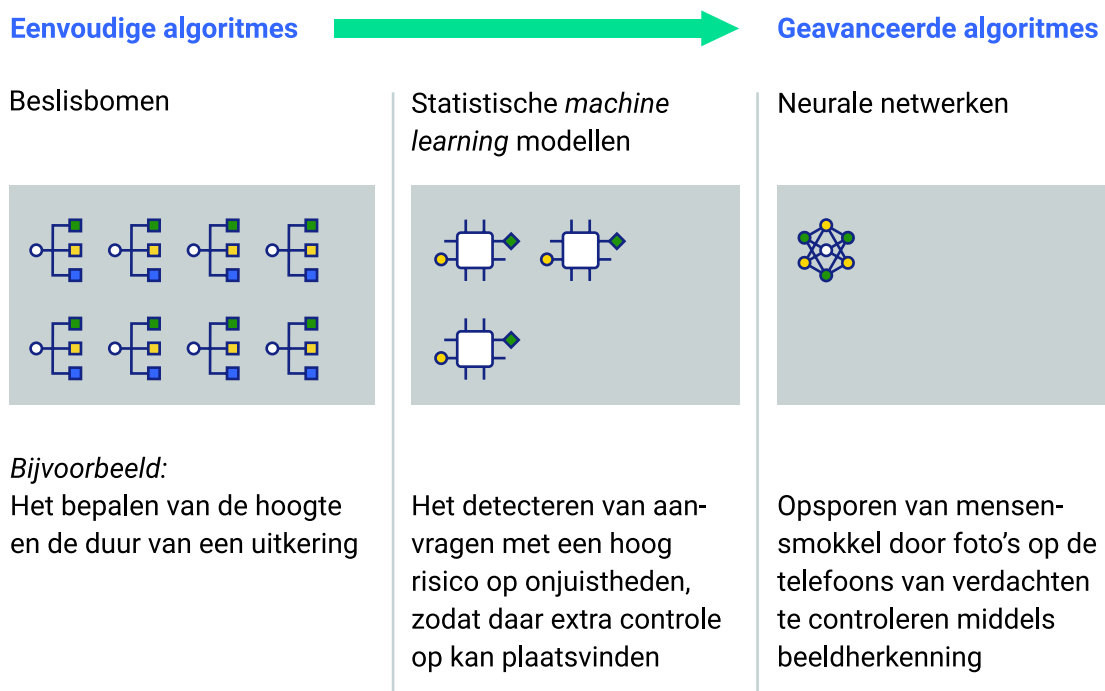 Eenvoudige algoritmes
Geavanceerde algoritmes
Beslisbomen
Statistische machine
learning modellen
Neurale netwerken
Bijvoorbeeld:
Het bepalen van de hoogte
en de duur van een uitkering
Het detecteren van aan-
vragen met een hoog
risico op onjuistheden,
zodat daar extra controle
op kan plaatsvinden
Opsporen van mensen-
smokkel door foto’s op de
telefoons van verdachten
te controleren middels
beeldherkenning